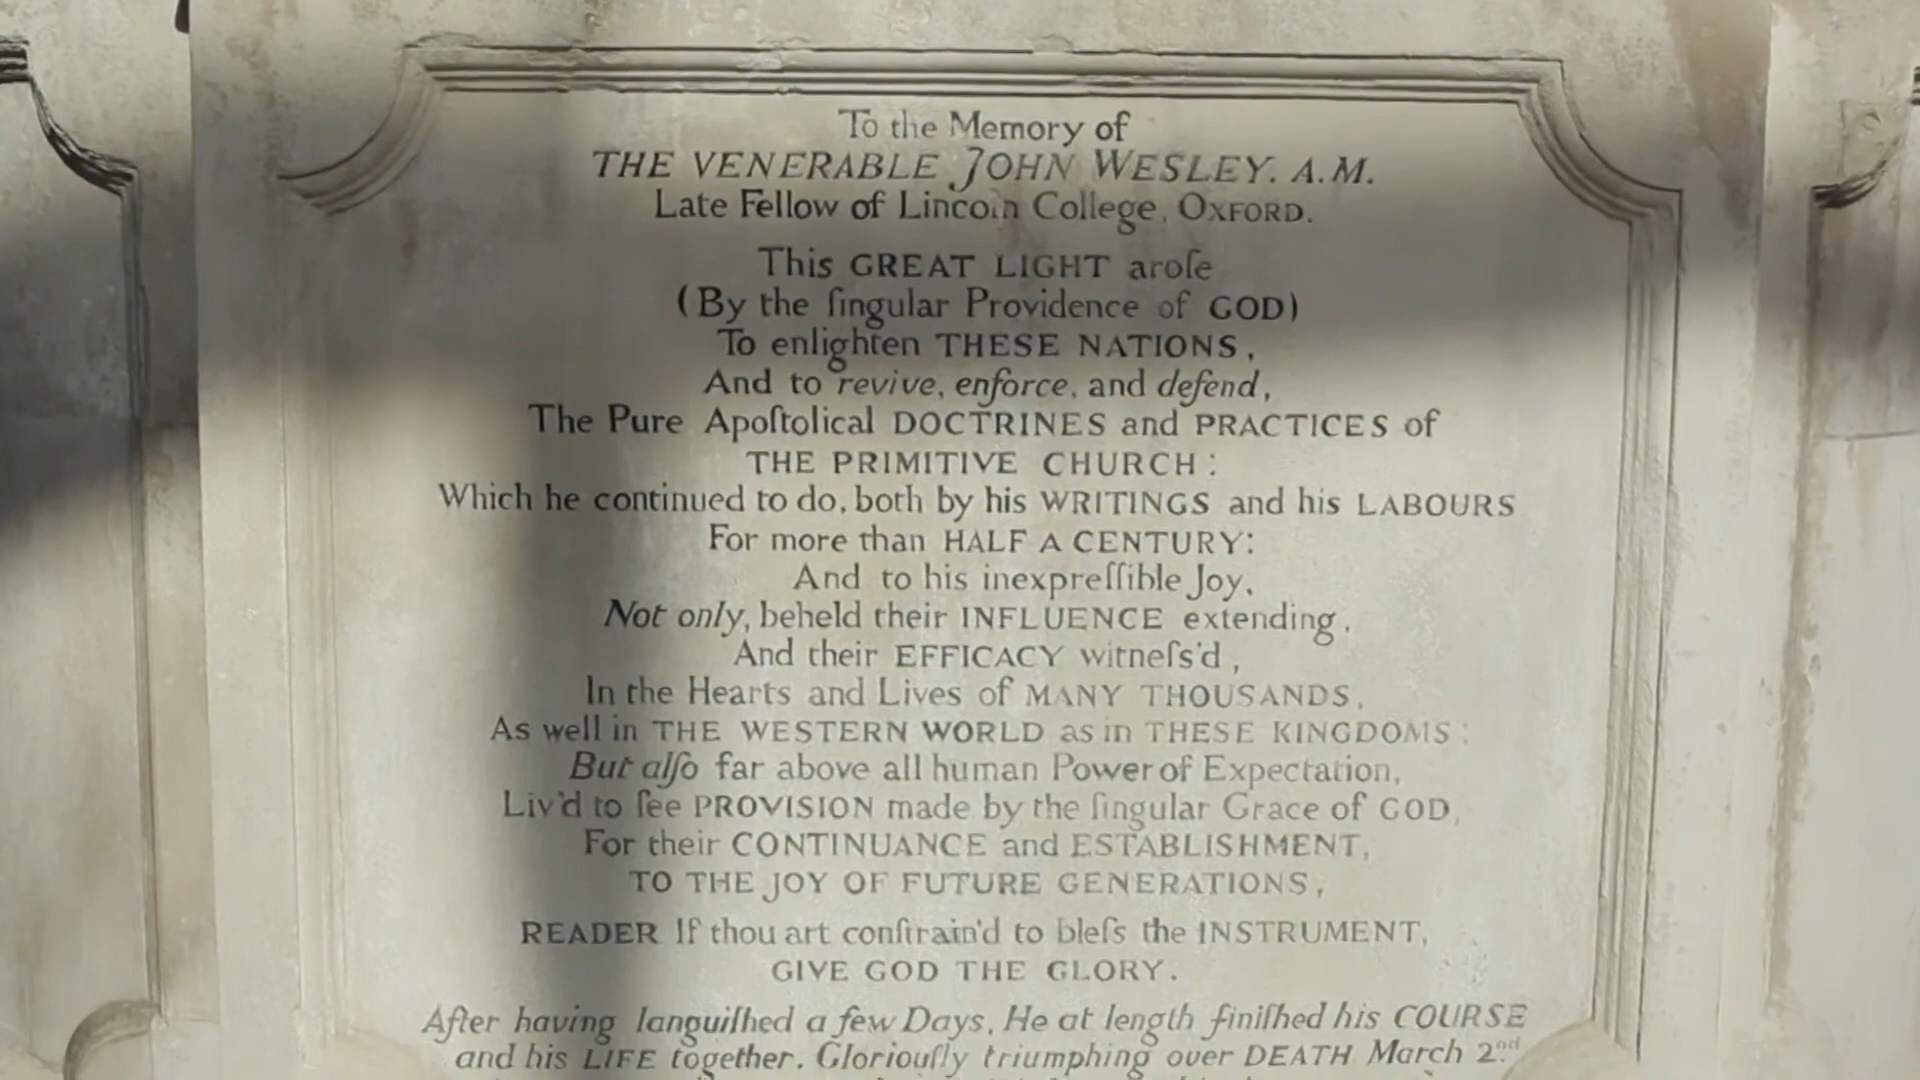 To the Memory of
THE VENERABLE JOHN WESLEY. A.M.
Late Fellow of Lincoln College, OXFORD.
This GREAT LIGHT aroſe
(By the ſingular Providence of GOD)
To enlighten THESE NATIONS,
And to revive, enforce, and defend,
The Pure Apoſtolical DOCTRINES and PRACTICES of
THE PRIMITIVE CHURCH:
Which he continued to do, both by his WRITINGS and his LABOURS
For more than HALF A CENTURY:
And to his inexpreſſible Joy,
Not only, beheld their INFLUENCE extending,
And their EFFICACY witneſs'd,
In the Hearts and Lives of MANY THOUSANDS,
As well in THE WESTERN WORLD as in THESE KINGDOMS:
But alſo far above all human Power of Expectation,
Liv'd to ſee PROVISION made by the ſingular Grace of GOD,
For their CONTINUANCE and ESTABLISHMENT,
TO THE JOY OF FUTURE GENERATIONS,
READER If thou art conſtrain'd to bleſs the INSTRUMENT,
GIVE GOD THE GLORY.
After having languiſhed a few Days, He at length finiſhed his COURSE
and his LIFE together. Gloriouſly triumphing over DEATH March 2.nd